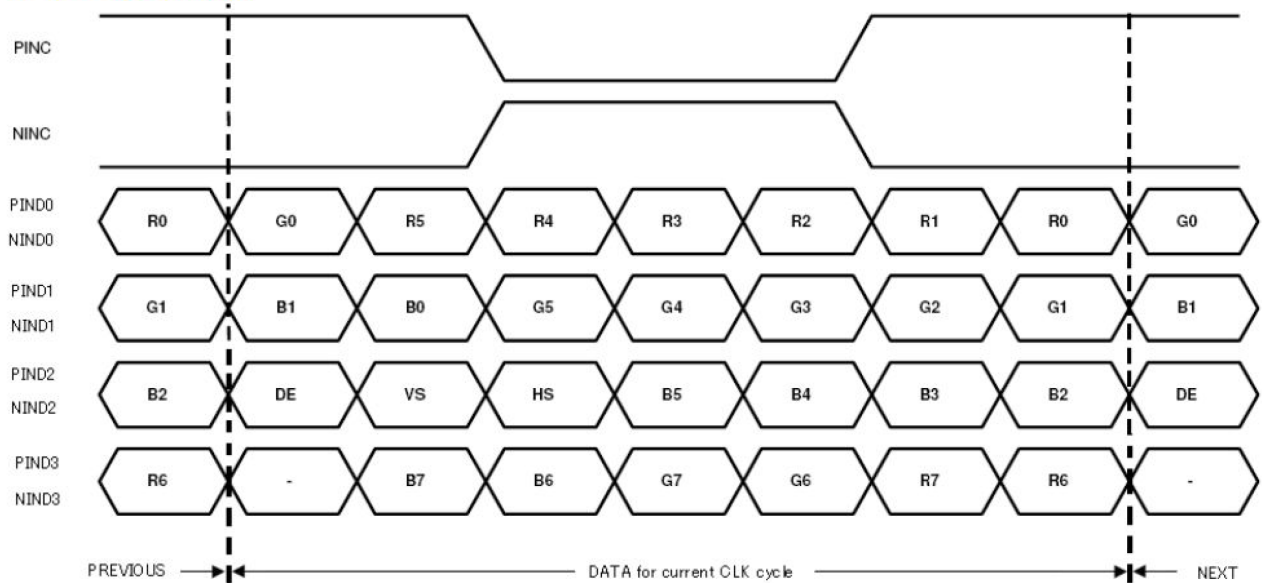 PINC
NINC
PIND0
R0 G0 R5 R4 R3 R2 R1 R0 G0
NIND0
PIND1
G1 B1 B0 G5 G4 G3 G2 G1 B1
NIND1
PIND2
B2 DE VS HS B5 B4 B3 B2 DE
NIND2
PIND3
R6 - B7 B6 G7 G6 R7 R6 -
NIND3
PREVIOUS DATA for current CLK cycle NEXT